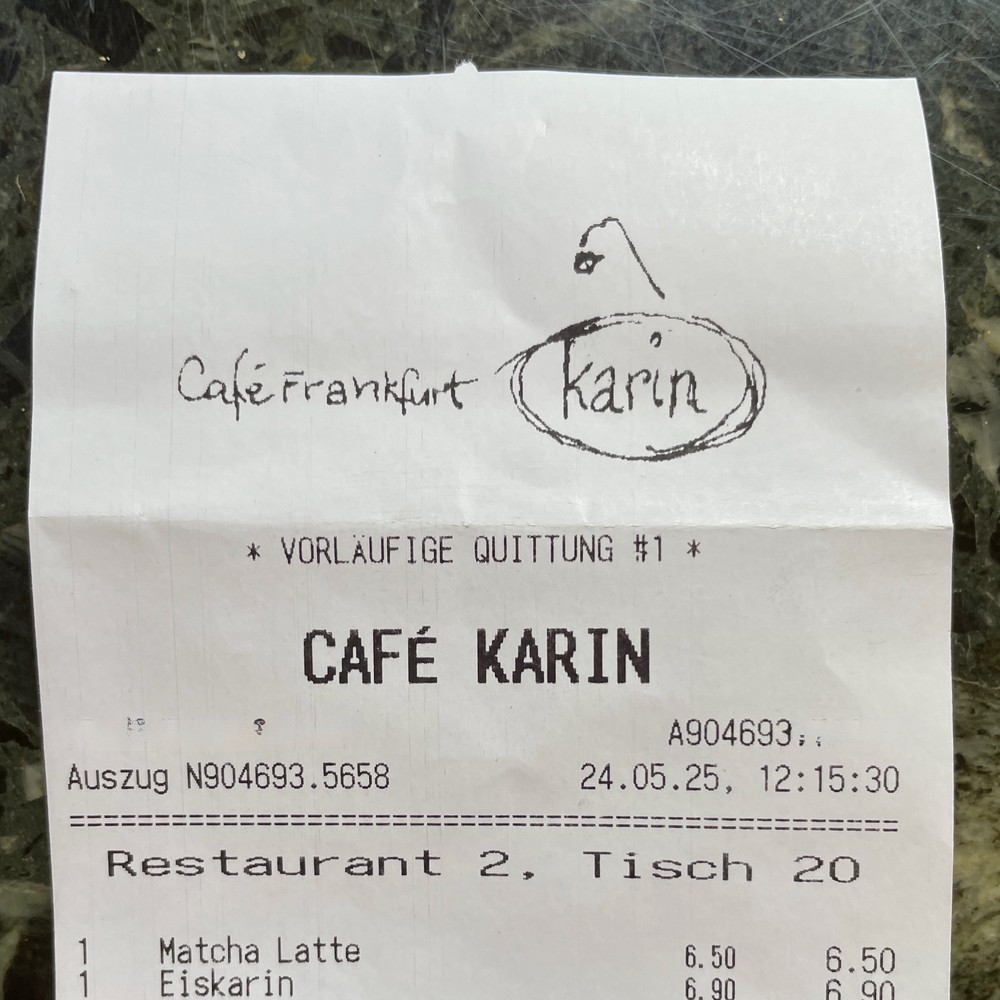 Café Frankfurt karin
* VORLÄUFIGE QUITTUNG #1 *
CAFÉ KARIN
A904693
Auszug N904693.5658 24.05.25, 12:15:30
================================================
Restaurant 2, Tisch 20
1 Matcha Latte 6.50 6.50
1 Eiskarin 6.90 6.90